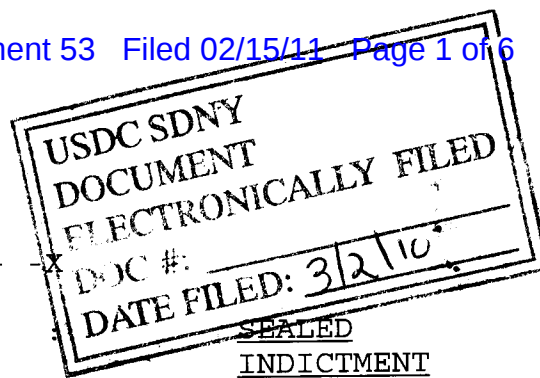 ment 53 Filed 02/15/11 Page 1 of 6
USDC SDNY
DOCUMENT
ELECTRONICALLY FILED
DOC #:
DATE FILED: 3/2/10
- -X
:
SEALED
INDICTMENT